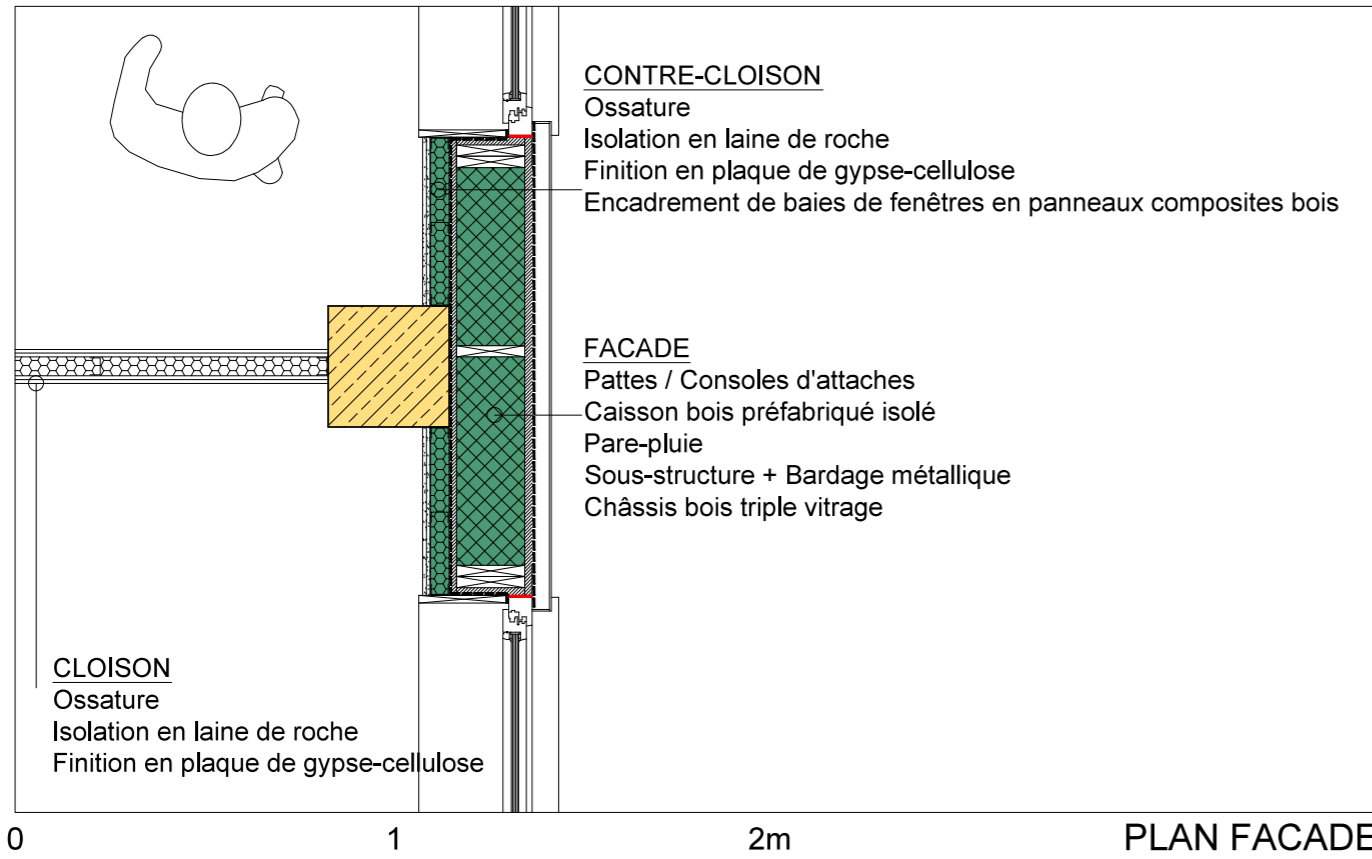 CONTRE-CLOISON
Ossature
Isolation en laine de roche
Finition en plaque de gypse-cellulose
Encadrement de baies de fenêtres en panneaux composites bois
FACADE
Pattes / Consoles d'attaches
Caisson bois préfabriqué isolé
Pare-pluie
Sous-structure + Bardage métallique
Châssis bois triple vitrage
CLOISON
Ossature
Isolation en laine de roche
Finition en plaque de gypse-cellulose
0 1 2m PLAN FACADE